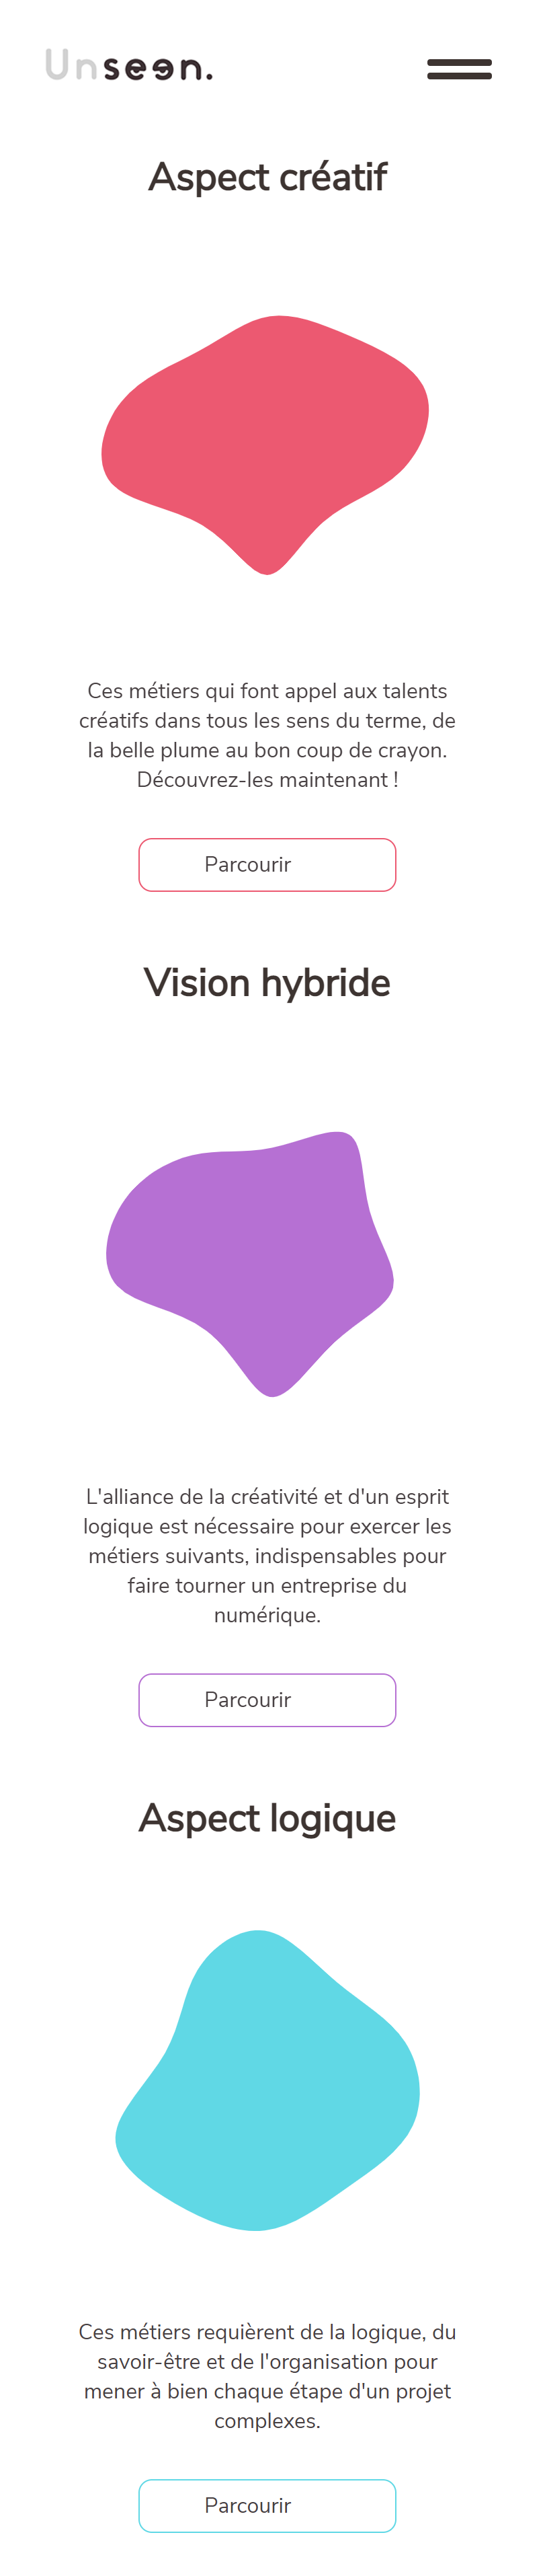 Unseen.
Aspect créatif
Ces métiers qui font appel aux talents
créatifs dans tous les sens du terme, de
la belle plume au bon coup de crayon.
Découvrez-les maintenant !
Parcourir
Vision hybride
L'alliance de la créativité et d'un esprit
logique est nécessaire pour exercer les
métiers suivants, indispensables pour
faire tourner un entreprise du
numérique.
Parcourir
Aspect logique
Ces métiers requièrent de la logique, du
savoir-être et de l'organisation pour
mener à bien chaque étape d'un projet
complexes.
Parcourir